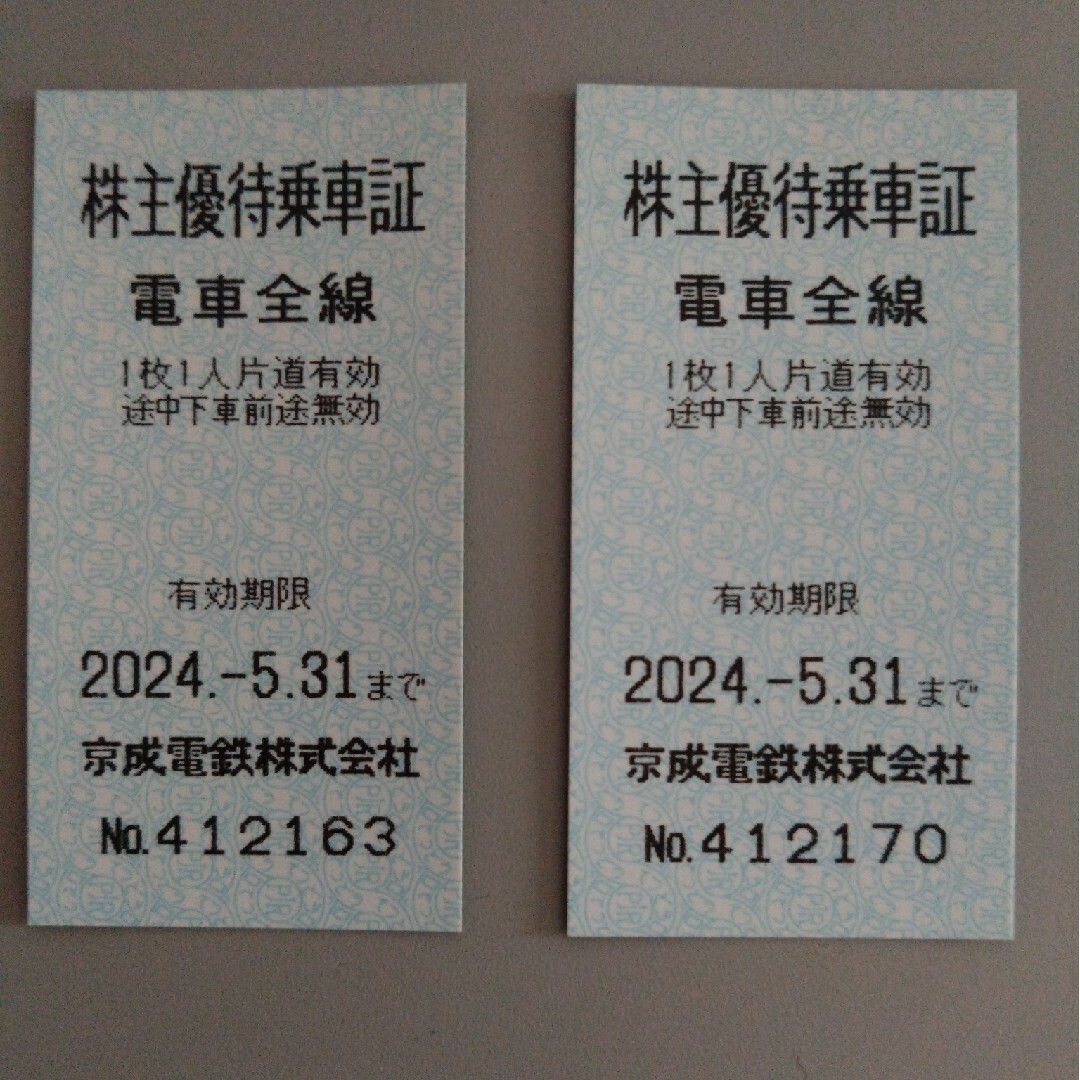 株主優待乗車証
電車全線
1枚1人片道有効
途中下車前途無効
有効期限
2024.-5.31まで
京成電鉄株式会社
No.412163
株主優待乗車証
電車全線
1枚1人片道有効
途中下車前途無効
有効期限
2024.-5.31まで
京成電鉄株式会社
No.412170